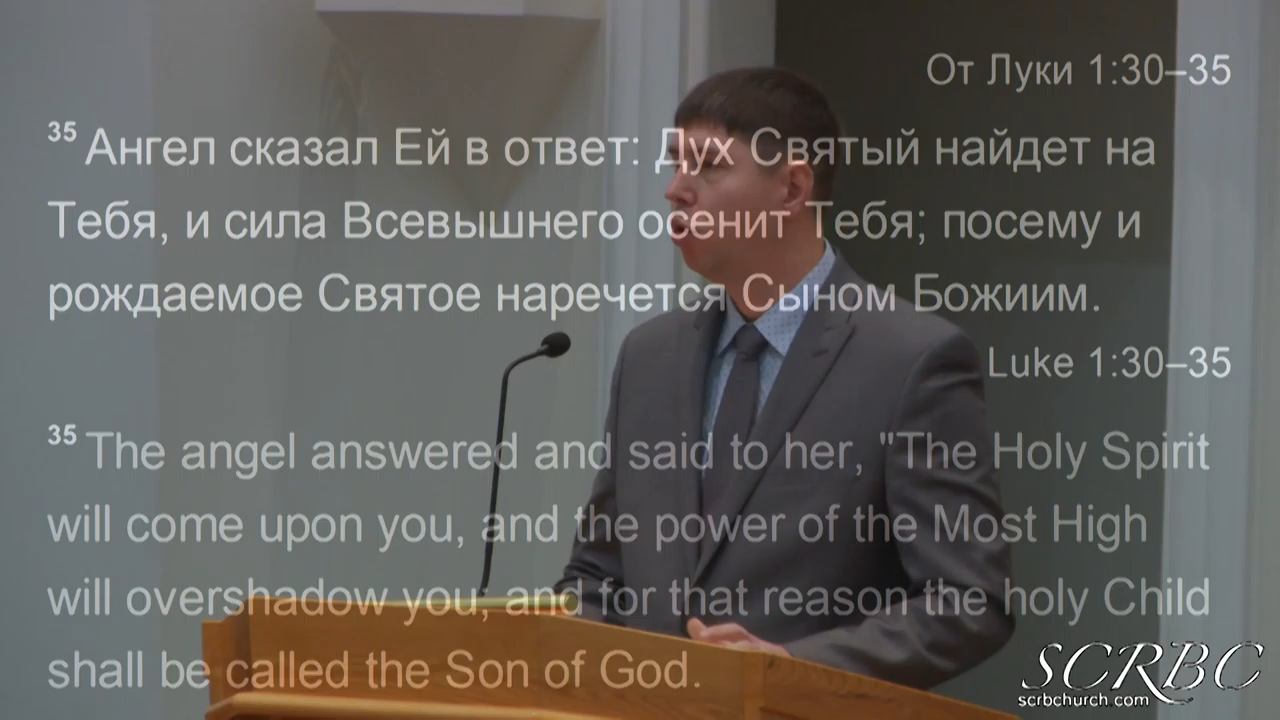 От Луки 1:30–35
35 Ангел сказал Ей в ответ: Дух Святый найдет на
Тебя, и сила Всевышнего осенит Тебя; посему и
рождаемое Святое наречется Сыном Божиим.
Luke 1:30–35
35 The angel answered and said to her, "The Holy Spirit
will come upon you, and the power of the Most High
will overshadow you; and for that reason the holy Child
shall be called the Son of God.
SCRBC
scrbchurch.com